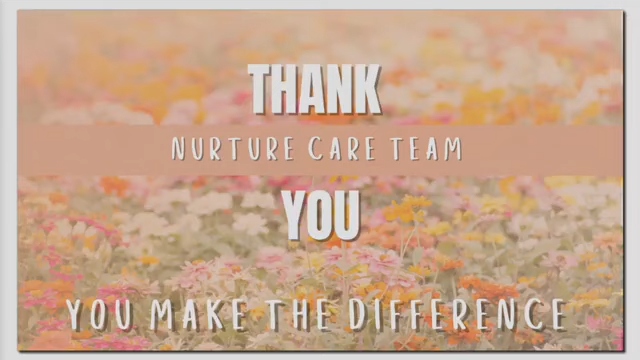 THANK
NURTURE CARE TEAM
YOU
YOU MAKE THE DIFFERENCE